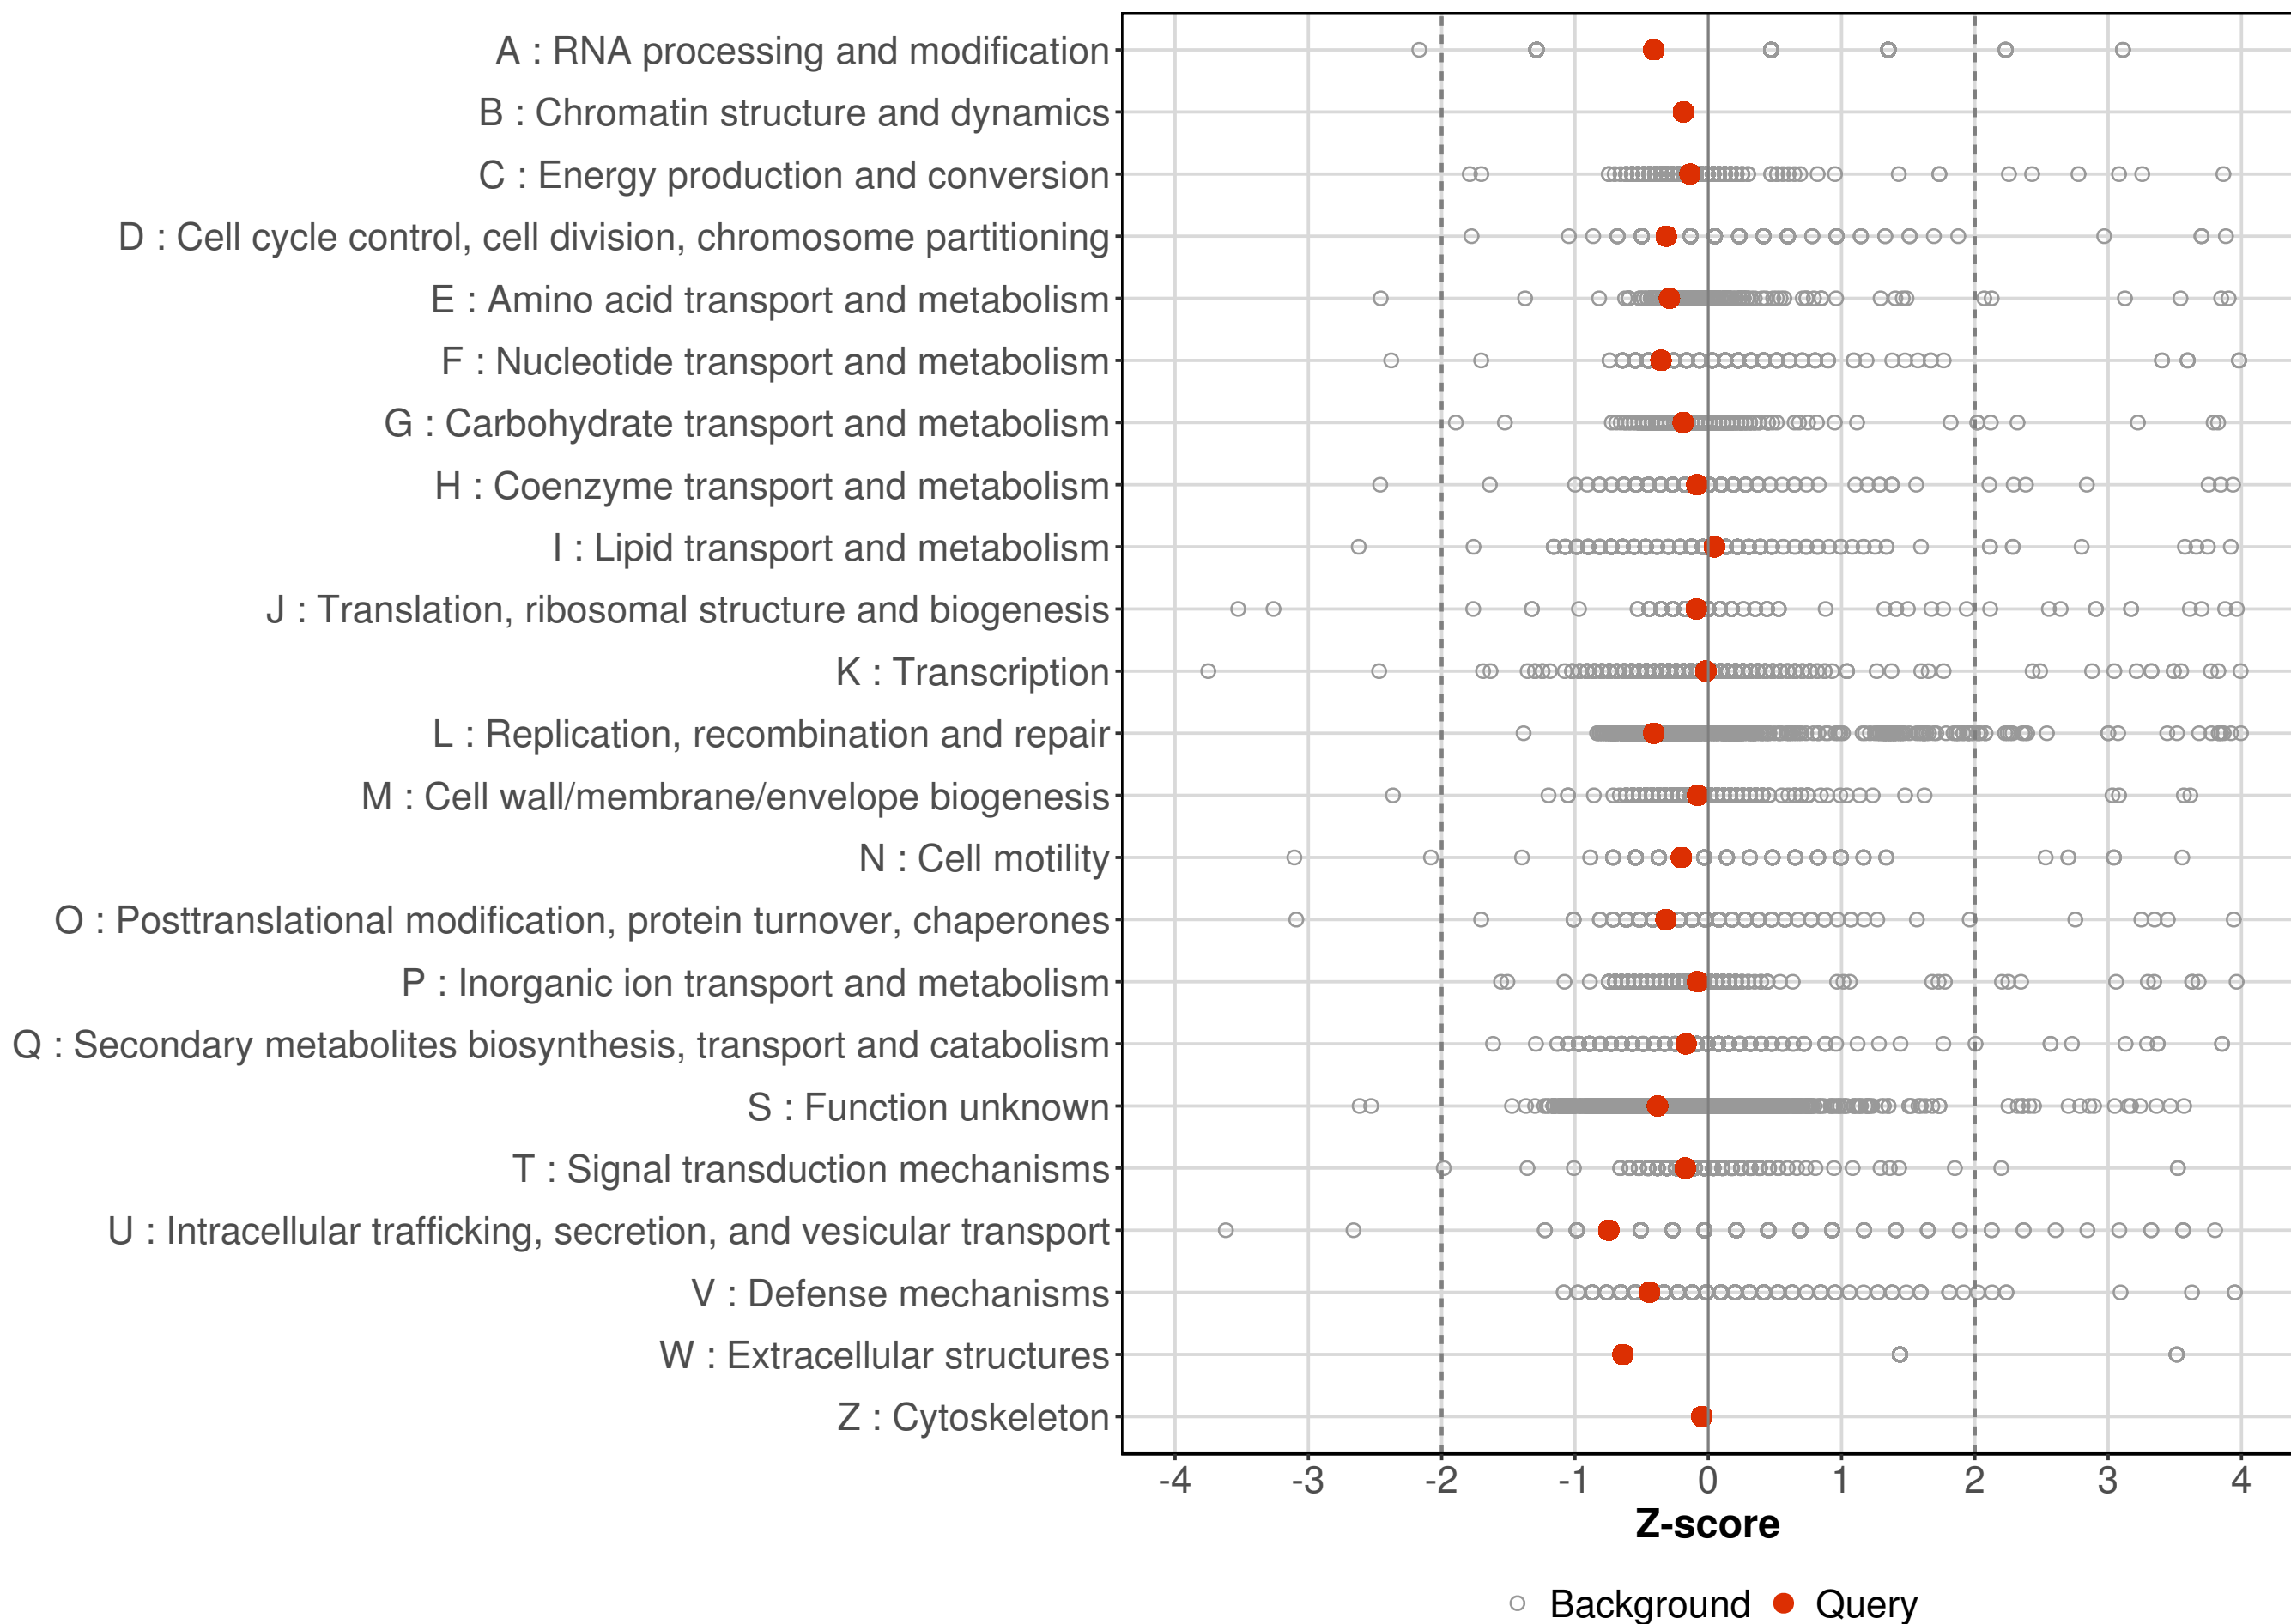 A : RNA processing and modification
B : Chromatin structure and dynamics
C : Energy production and conversion
D : Cell cycle control, cell division, chromosome partitioning
E : Amino acid transport and metabolism
F : Nucleotide transport and metabolism
G : Carbohydrate transport and metabolism
H : Coenzyme transport and metabolism
I : Lipid transport and metabolism
J : Translation, ribosomal structure and biogenesis
K : Transcription
L : Replication, recombination and repair
M : Cell wall/membrane/envelope biogenesis
N : Cell motility
O : Posttranslational modification, protein turnover, chaperones
P : Inorganic ion transport and metabolism
Q : Secondary metabolites biosynthesis, transport and catabolism
S : Function unknown
T : Signal transduction mechanisms
U : Intracellular trafficking, secretion, and vesicular transport
V : Defense mechanisms
W : Extracellular structures
Z : Cytoskeleton
-4 -3 -2 -1 0 1 2 3 4
Z-score
Background Query